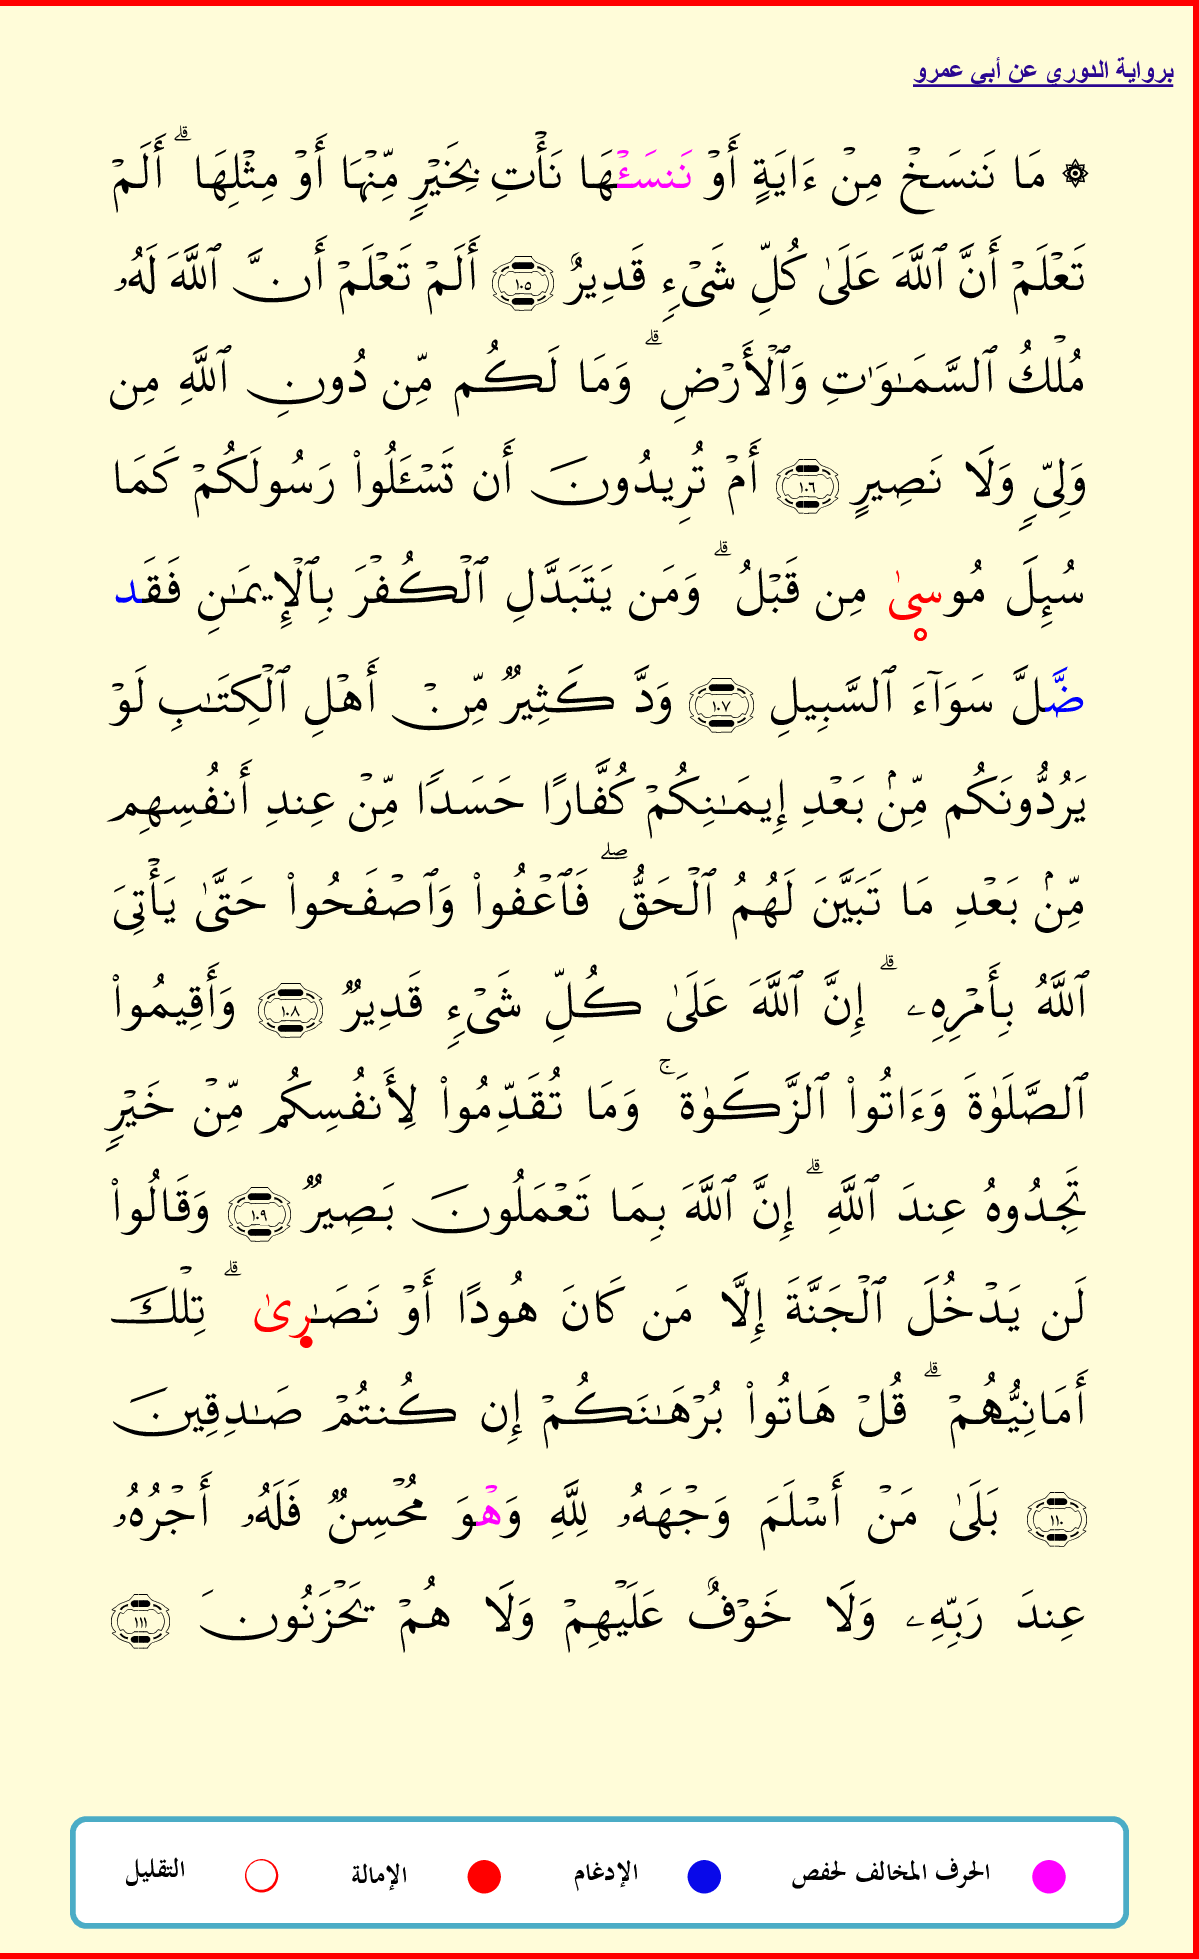 برواية الدوري عن أبي عمرو
۞ مَا نَنسَخْ مِنْ ءَايَةٍ أَوْ نَنسَـْٔهَا نَأْتِ بِخَيْرٍ مِّنْهَا أَوْ مِثْلِهَاۗ أَلَمْ
تَعْلَمْ أَنَّ ٱللَّهَ عَلَىٰ كُلِّ شَىْءٍ قَدِيرٌ ١٠٥ أَلَمْ تَعْلَمْ أَنَّ ٱللَّهَ لَهُۥ
مُلْكُ ٱلسَّمَـٰوَٰتِ وَٱلْأَرْضِۗ وَمَا لَكُم مِّن دُونِ ٱللَّهِ مِن
وَلِىٍّ وَلَا نَصِيرٍ ١٠٦ أَمْ تُرِيدُونَ أَن تَسْـَٔلُوا۟ رَسُولَكُمْ كَمَا
سُئِلَ مُوسىٰ مِن قَبْلُۗ وَمَن يَتَبَدَّلِ ٱلْكُفْرَ بِٱلْإِيمَـٰنِ فَقَد
ضَّلَّ سَوَآءَ ٱلسَّبِيلِ ١٠٧ وَدَّ كَثِيرٌ مِّنْ أَهْلِ ٱلْكِتَـٰبِ لَوْ
يَرُدُّونَكُم مِّنۢ بَعْدِ إِيمَـٰنِكُمْ كُفَّارًا حَسَدًا مِّنْ عِندِ أَنفُسِهِم
مِّنۢ بَعْدِ مَا تَبَيَّنَ لَهُمُ ٱلْحَقُّۖ فَٱعْفُوا۟ وَٱصْفَحُوا۟ حَتَّىٰ يَأْتِىَ
ٱللَّهُ بِأَمْرِهِۦۗ إِنَّ ٱللَّهَ عَلَىٰ كُلِّ شَىْءٍ قَدِيرٌ ١٠٨ وَأَقِيمُوا۟
ٱلصَّلَوٰةَ وَءَاتُوا۟ ٱلزَّكَوٰةَۚ وَمَا تُقَدِّمُوا۟ لِأَنفُسِكُم مِّنْ خَيْرٍ
تَجِدُوهُ عِندَ ٱللَّهِۗ إِنَّ ٱللَّهَ بِمَا تَعْمَلُونَ بَصِيرٌ ١٠٩ وَقَالُوا۟
لَن يَدْخُلَ ٱلْجَنَّةَ إِلَّا مَن كَانَ هُودًا أَوْ نَصَـٰرِىٰۗ تِلْكَ
أَمَانِيُّهُمْۗ قُلْ هَاتُوا۟ بُرْهَـٰنَكُمْ إِن كُنتُمْ صَـٰدِقِينَ
١١٠ بَلَىٰ مَنْ أَسْلَمَ وَجْهَهُۥ لِلَّهِ وَهْوَ مُحْسِنٌ فَلَهُۥ أَجْرُهُۥ
عِندَ رَبِّهِۦ وَلَا خَوْفٌ عَلَيْهِمْ وَلَا هُمْ يَحْزَنُونَ ١١١
الحرف المخالف لحفص الإدغام الإمالة التقليل